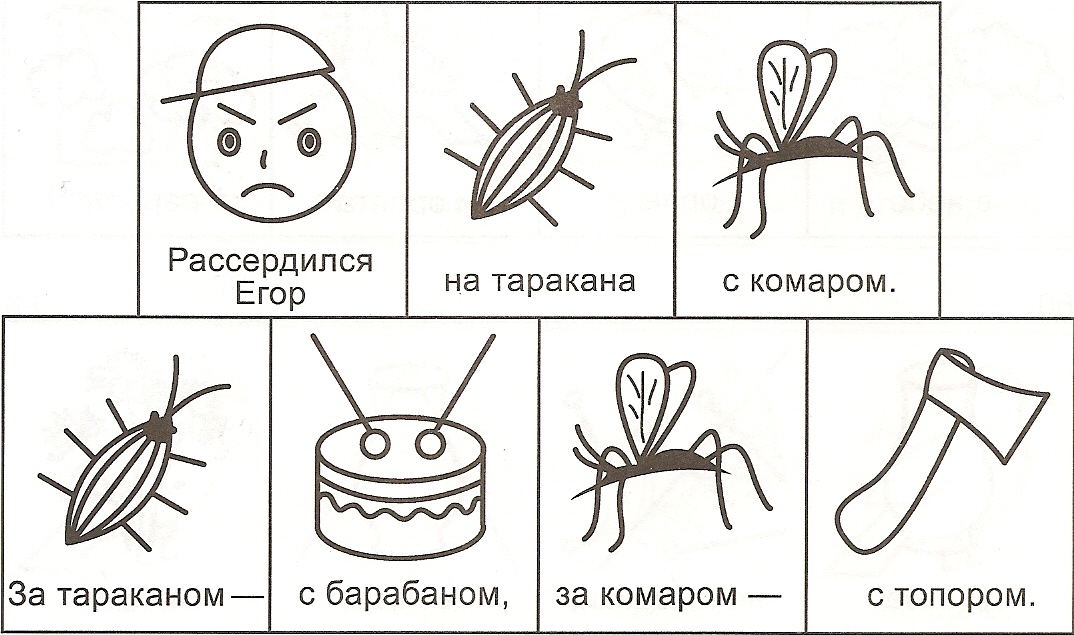 Рассердился
Егор
на таракана
с комаром.
За тараканом —
с барабаном,
за комаром —
с топором.